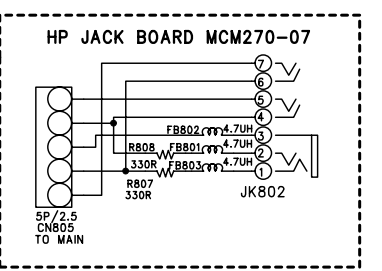 HP JACK BOARD MCM270-07
7
6
5
4
FB802 4.7UH 3
R808 FB801 4.7UH 2
330R FB803 4.7UH 1
R807
330R
JK802
5P/2.5
CN805
TO MAIN